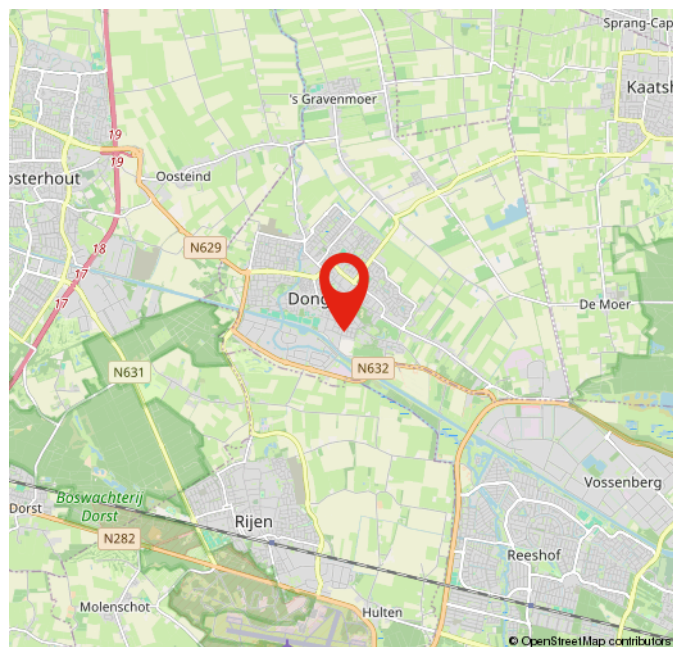 Sprang-Cap
Kaatsh
's Gravenmoer
19
19
Oosteind
osterhout
18
N629
17
17
Dong
De Moer
N631
N632
Vossenberg
Boswachterij
Dorst
Dorst
Rijen
N282
Reeshof
Molenschot
Hulten
© OpenStreetMap contributors